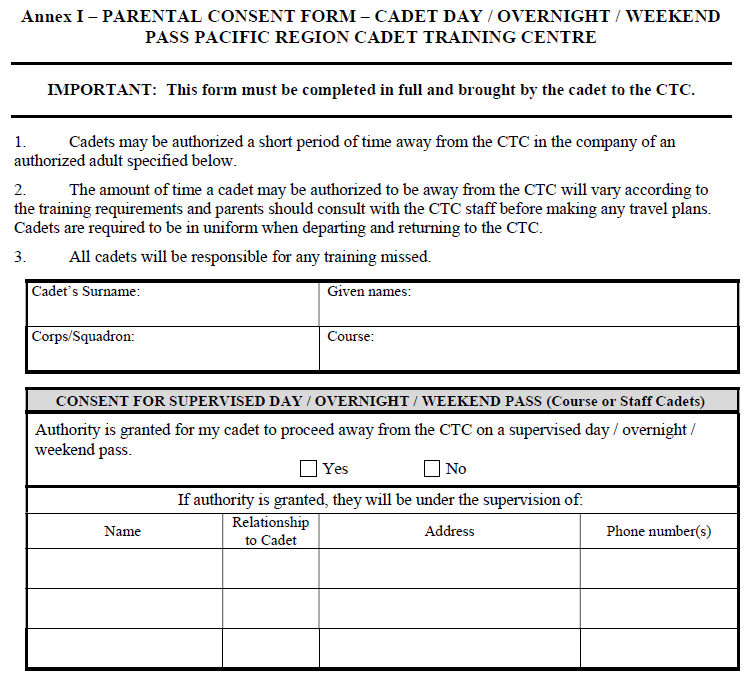 Annex I – PARENTAL CONSENT FORM – CADET DAY / OVERNIGHT / WEEKEND
PASS PACIFIC REGION CADET TRAINING CENTRE
IMPORTANT: This form must be completed in full and brought by the cadet to the CTC.
1. Cadets may be authorized a short period of time away from the CTC in the company of an
authorized adult specified below.
2. The amount of time a cadet may be authorized to be away from the CTC will vary according to
the training requirements and parents should consult with the CTC staff before making any travel plans.
Cadets are required to be in uniform when departing and returning to the CTC.
3. All cadets will be responsible for any training missed.
Cadet's Surname: Given names:
Corps/Squadron: Course:
CONSENT FOR SUPERVISED DAY / OVERNIGHT / WEEKEND PASS (Course or Staff Cadets)
Authority is granted for my cadet to proceed away from the CTC on a supervised day / overnight /
weekend pass.
Yes No
If authority is granted, they will be under the supervision of:
Name Relationship to Cadet Address Phone number(s)